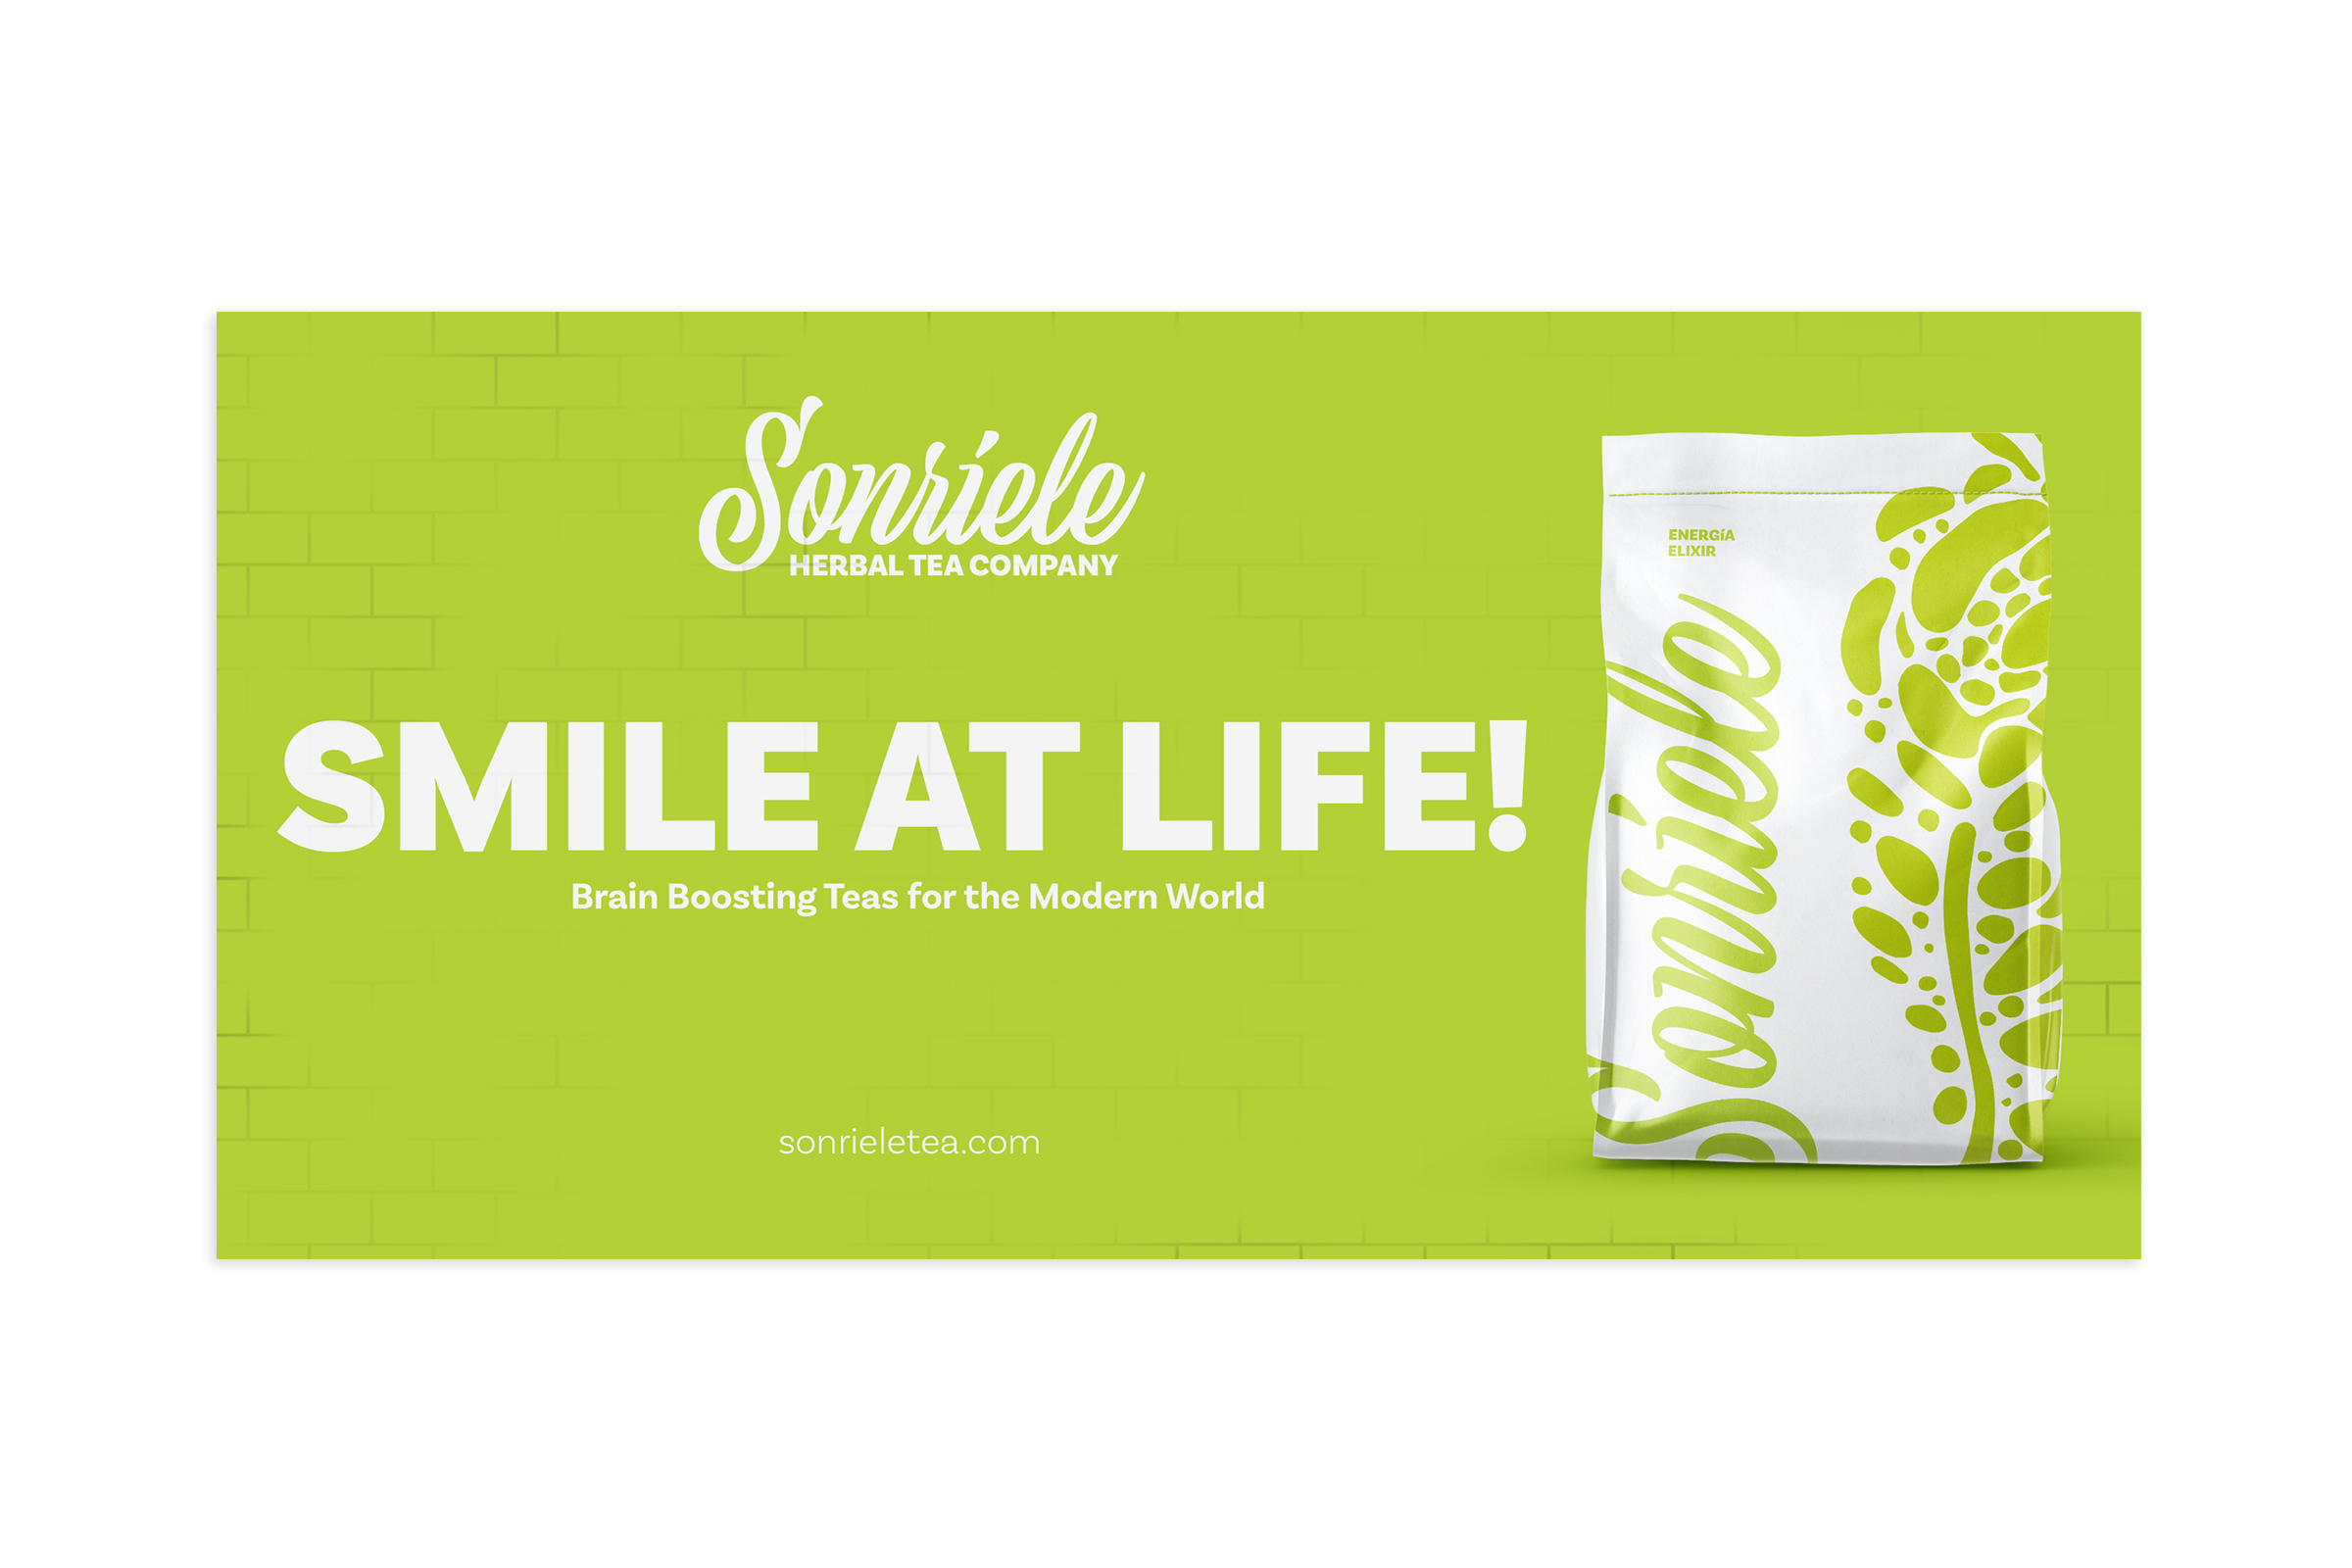 Sonríele
HERBAL TEA COMPANY
SMILE AT LIFE!
Brain Boosting Teas for the Modern World
sonrieletea.com
ENERGíA
ELIXIR
Sonríele